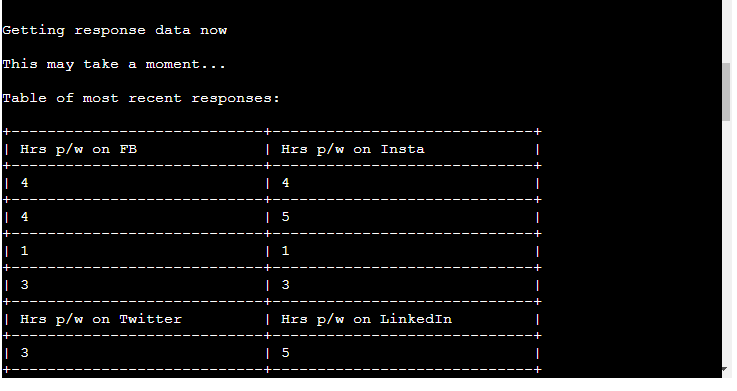 Getting response data now
This may take a moment...
Table of most recent responses:
+----------------------------+-----------------------------+
| Hrs p/w on FB | Hrs p/w on Insta |
+----------------------------+-----------------------------+
| 4 | 4 |
+----------------------------+-----------------------------+
| 4 | 5 |
+----------------------------+-----------------------------+
| 1 | 1 |
+----------------------------+-----------------------------+
| 3 | 3 |
+----------------------------+-----------------------------+
| Hrs p/w on Twitter | Hrs p/w on LinkedIn |
+----------------------------+-----------------------------+
| 3 | 5 |
+----------------------------+-----------------------------+